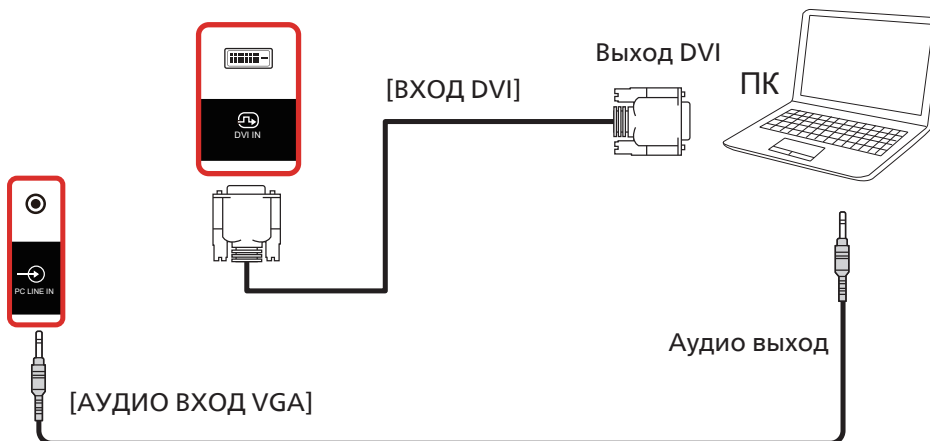 Выход DVI
ПК
[ВХОД DVI]
DVI IN
PC LINE IN
Аудио выход
[АУДИО ВХОД VGA]